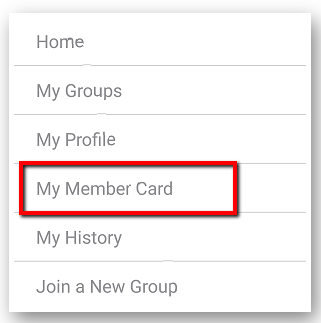 Home
My Groups
My Profile
My Member Card
My History
Join a New Group